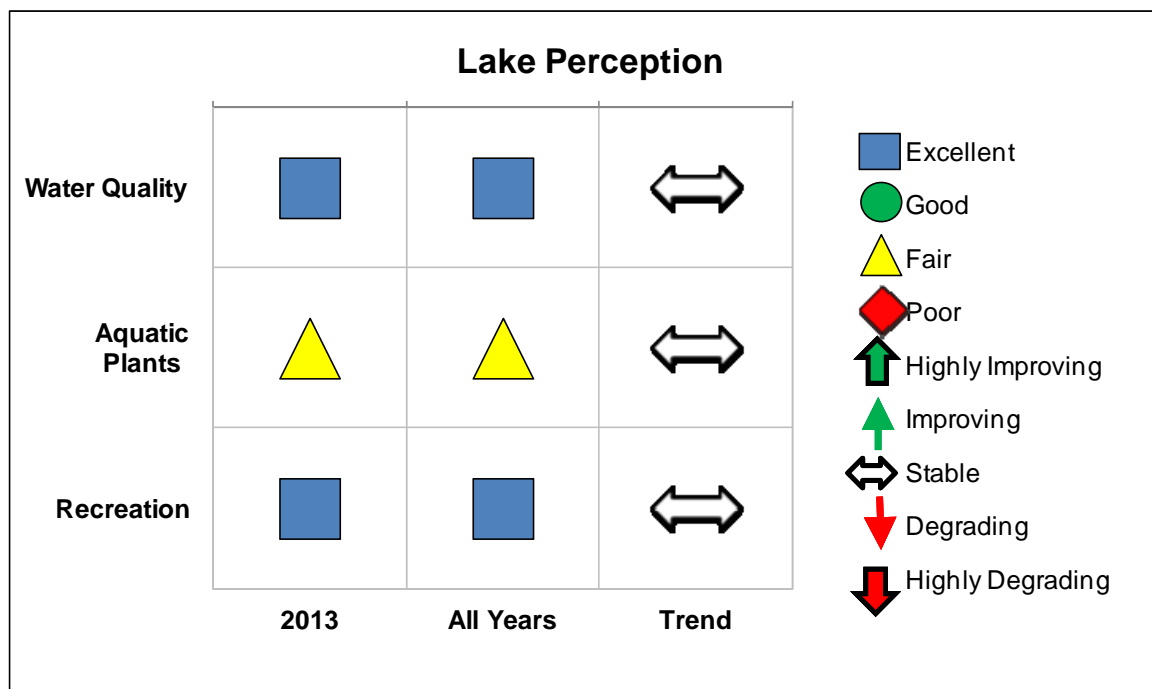 Lake Perception
Water Quality
Aquatic
Plants
Recreation
2013
All Years
Trend
Excellent
Good
Fair
Poor
Highly Improving
Improving
Stable
Degrading
Highly Degrading